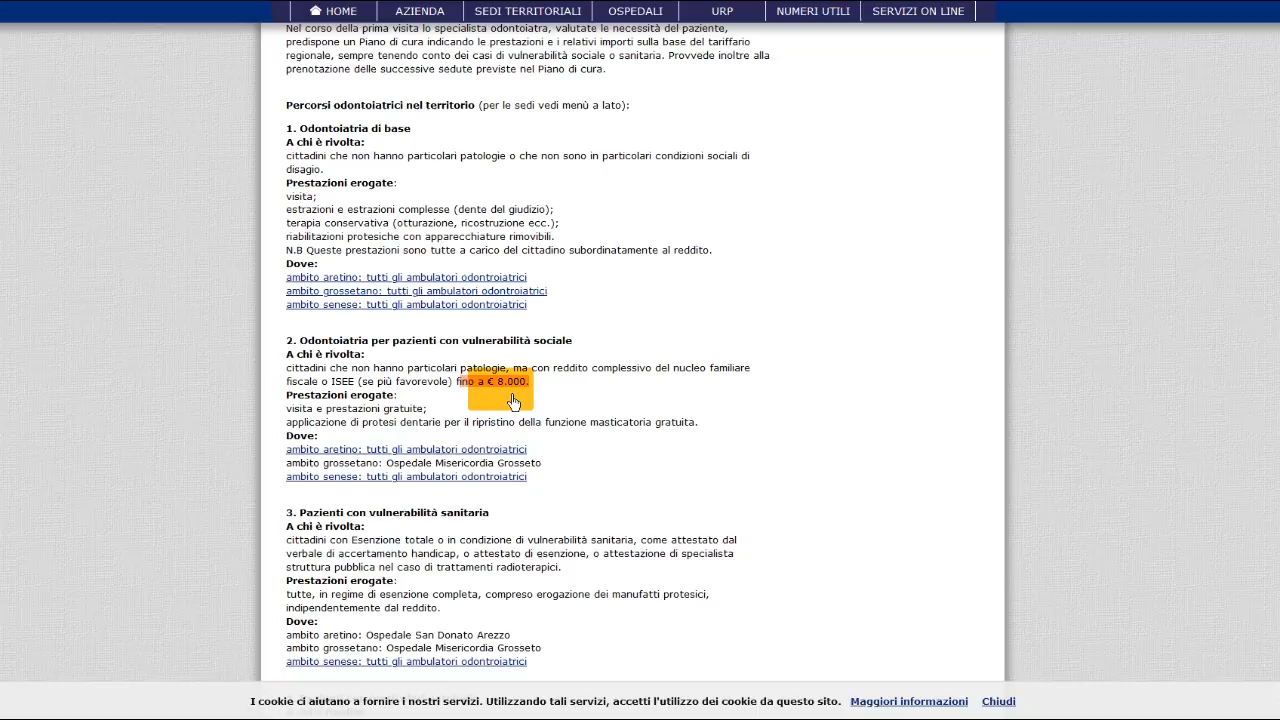 HOME AZIENDA SEDI TERRITORIALI OSPEDALI URP NUMERI UTILI SERVIZI ON LINE
Nel corso della prima visita lo specialista odontoiatra, valutate le necessità del paziente,
predispone un Piano di cura indicando le prestazioni e i relativi importi sulla base del tariffario
regionale, sempre tenendo conto dei casi di vulnerabilità sociale o sanitaria. Provvede inoltre alla
prenotazione delle successive sedute previste nel Piano di cura.
Percorsi odontoiatrici nel territorio (per le sedi vedi menù a lato):
1. Odontoiatria di base
A chi è rivolta:
cittadini che non hanno particolari patologie o che non sono in particolari condizioni sociali di
disagio.
Prestazioni erogate:
visita;
estrazioni e estrazioni complesse (dente del giudizio);
terapia conservativa (otturazione, ricostruzione ecc.);
riabilitazioni protesiche con apparecchiature rimovibili.
N.B Queste prestazioni sono tutte a carico del cittadino subordinatamente al reddito.
Dove:
ambito aretino: tutti gli ambulatori odontroiatrici
ambito grossetano: tutti gli ambulatori odontroiatrici
ambito senese: tutti gli ambulatori odontroiatrici
2. Odontoiatria per pazienti con vulnerabilità sociale
A chi è rivolta:
cittadini che non hanno particolari patologie, ma con reddito complessivo del nucleo familiare
fiscale o ISEE (se più favorevole) fino a € 8.000.
Prestazioni erogate:
visita e prestazioni gratuite;
applicazione di protesi dentarie per il ripristino della funzione masticatoria gratuita.
Dove:
ambito aretino: tutti gli ambulatori odontroiatrici
ambito grossetano: Ospedale Misericordia Grosseto
ambito senese: tutti gli ambulatori odontroiatrici
3. Pazienti con vulnerabilità sanitaria
A chi è rivolta:
cittadini con Esenzione totale o in condizione di vulnerabilità sanitaria, come attestato dal
verbale di accertamento handicap, o attestato di esenzione, o attestazione di specialista
struttura pubblica nel caso di trattamenti radioterapici.
Prestazioni erogate:
tutte, in regime di esenzione completa, compreso erogazione dei manufatti protesici,
indipendentemente dal reddito.
Dove:
ambito aretino: Ospedale San Donato Arezzo
ambito grossetano: Ospedale Misericordia Grosseto
ambito senese: tutti gli ambulatori odontroiatrici
I cookie ci aiutano a fornire i nostri servizi. Utilizzando tali servizi, accetti l'utilizzo dei cookie da questo sito. Maggiori informazioni Chiudi